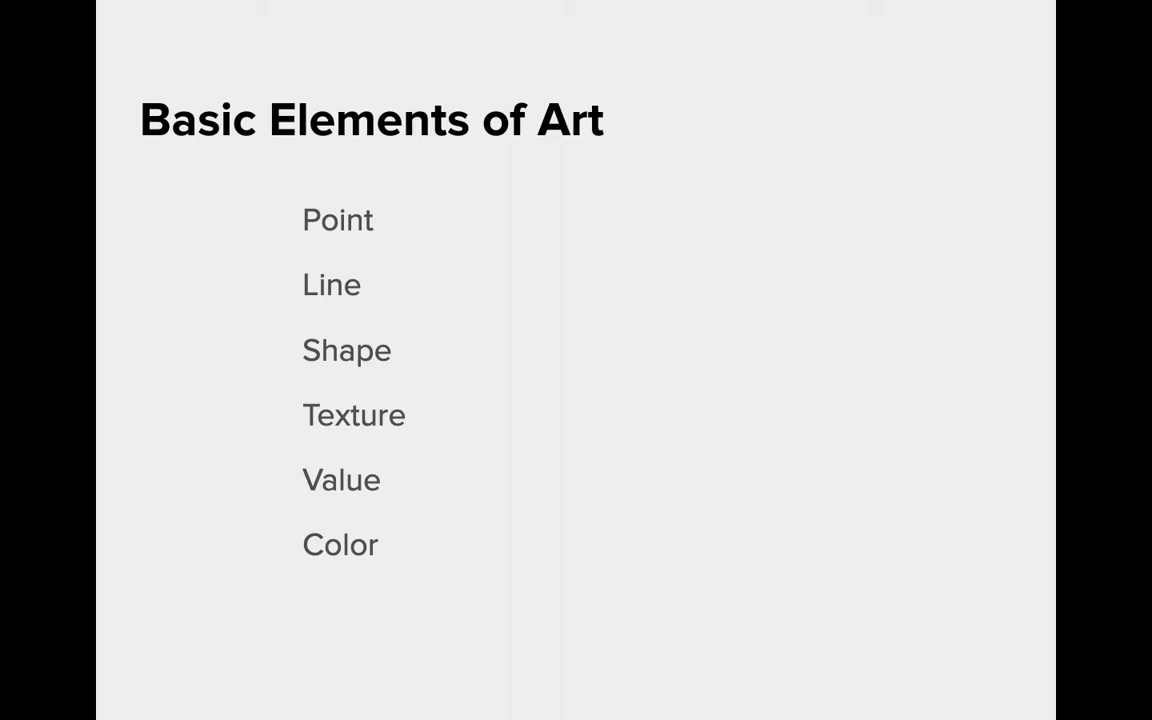 Basic Elements of Art
Point
Line
Shape
Texture
Value
Color